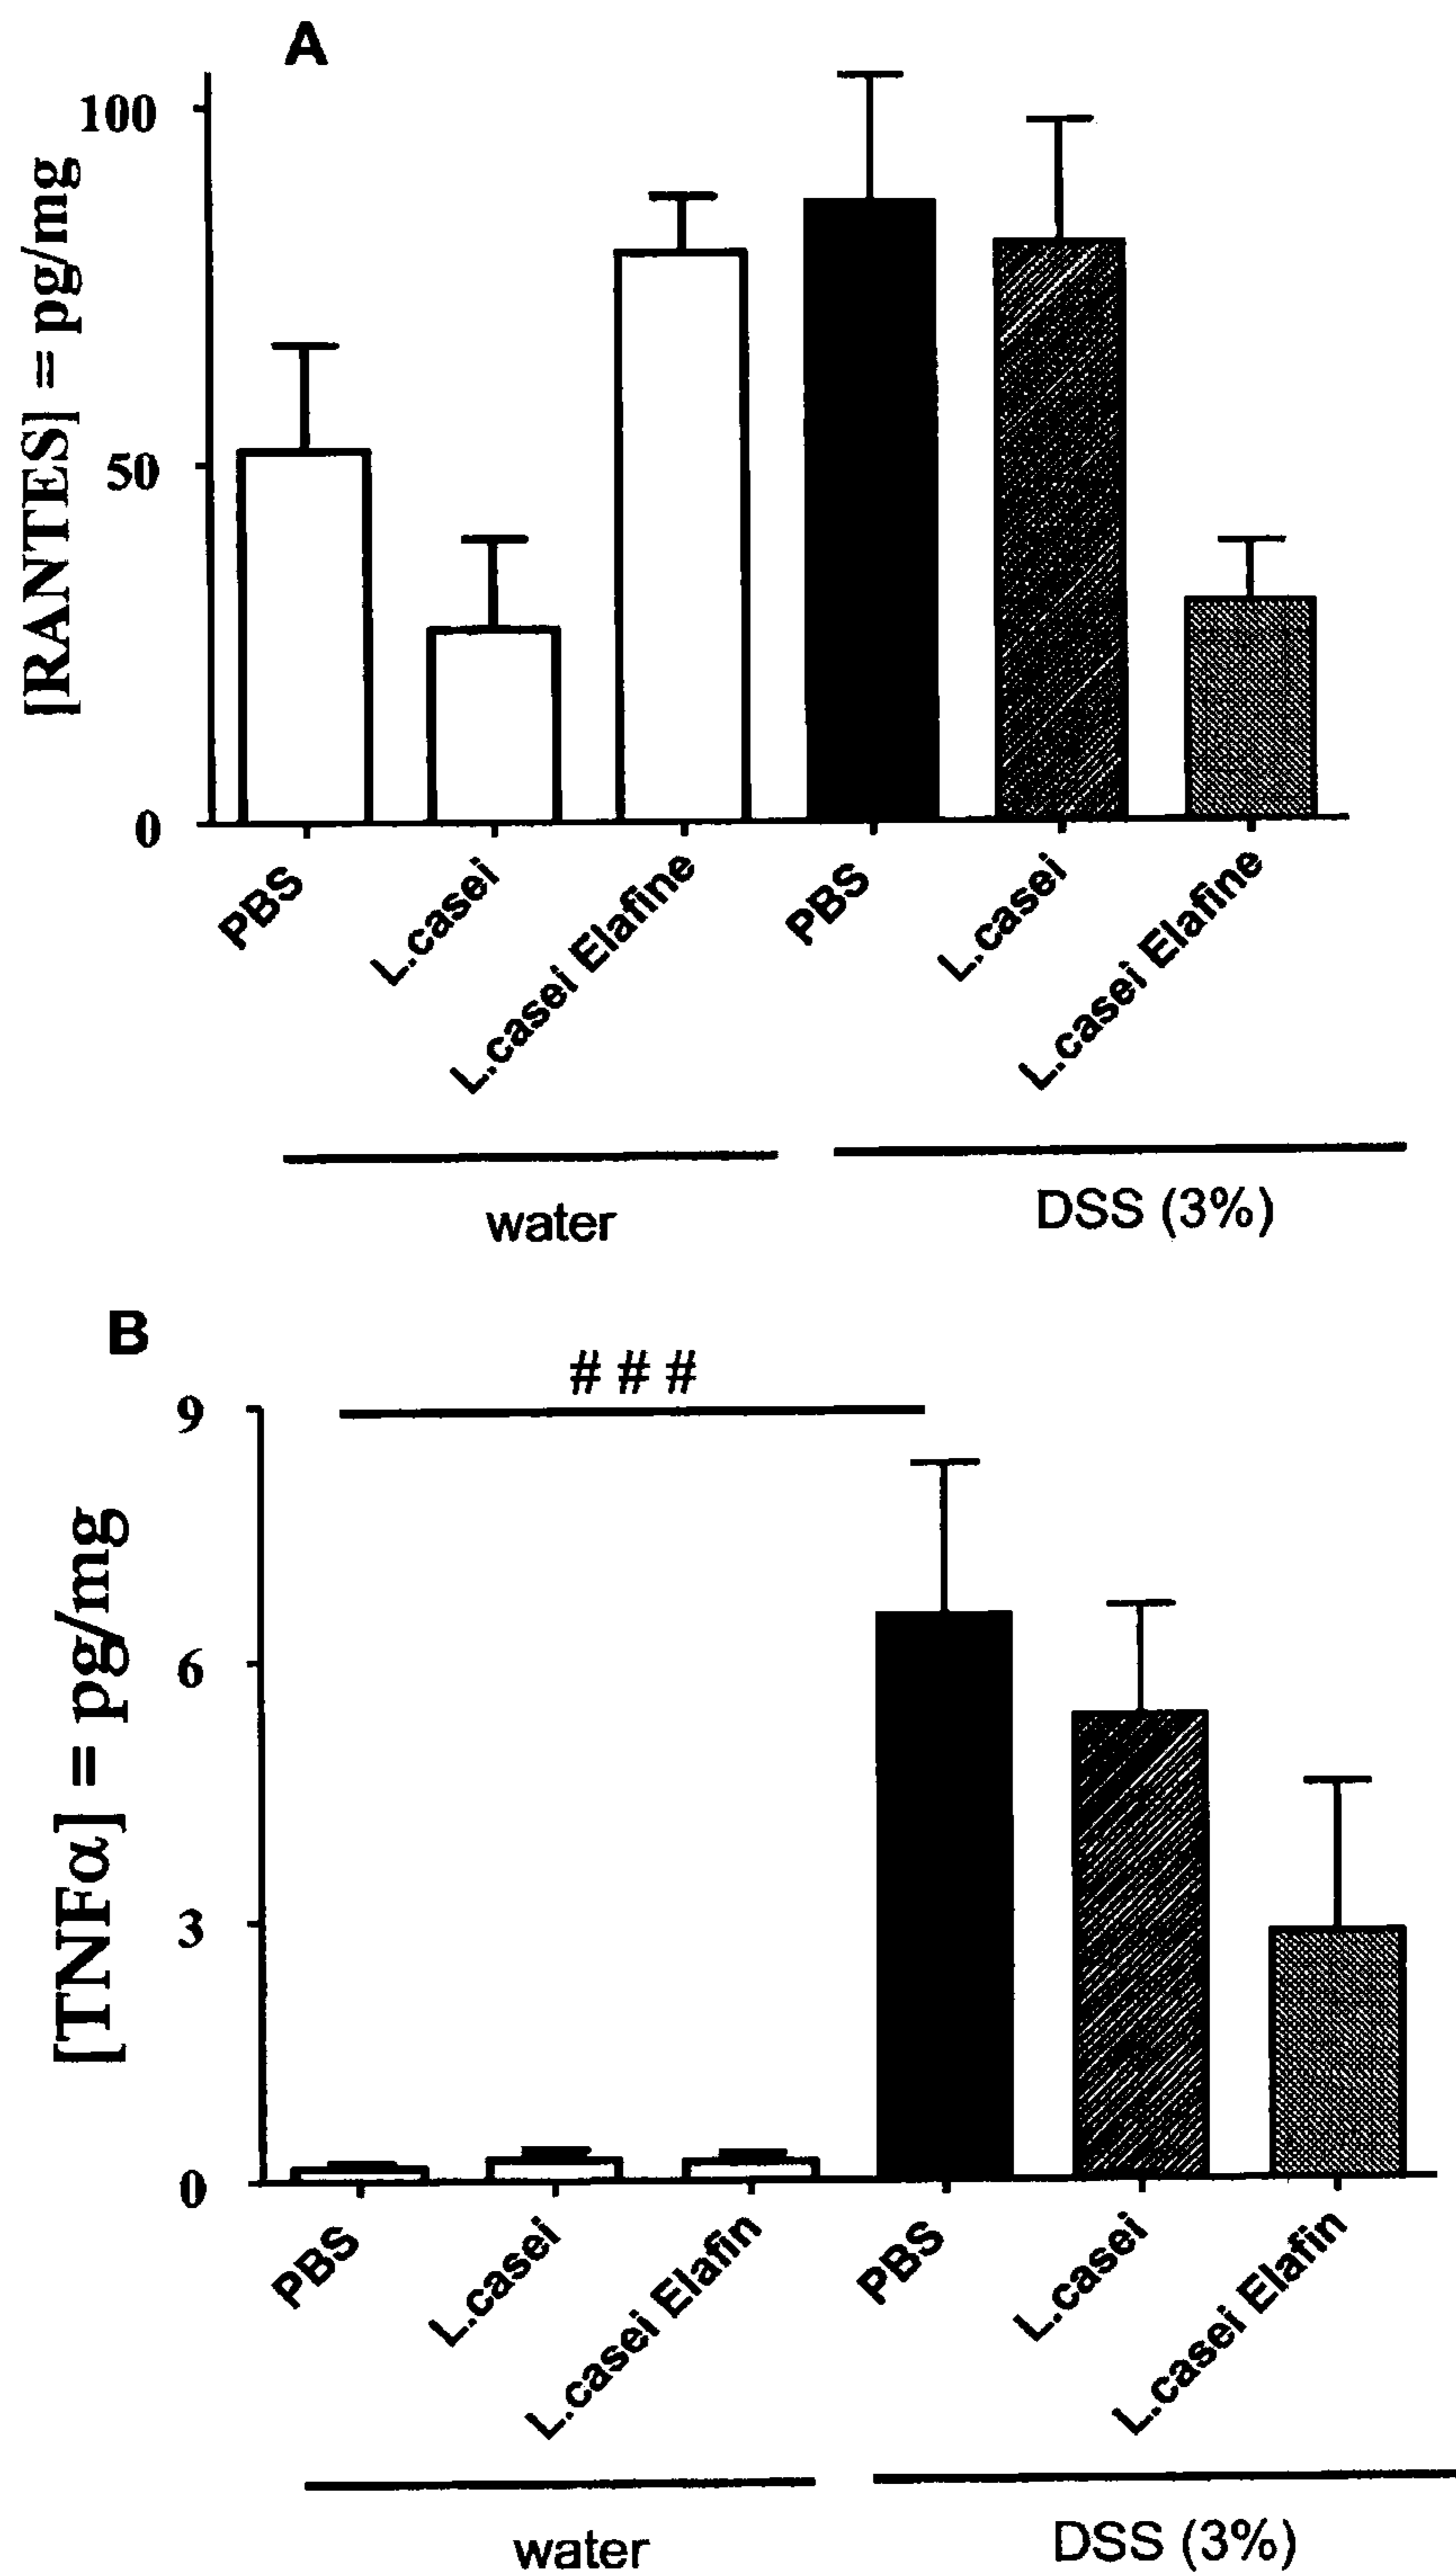 A
[RANTES] = pg/mg
100
50
0
PBS
L.casei
L.casei Elafine
PBS
L.casei
L.casei Elafine
water
DSS (3%)
B
# # #
[TNFα] = pg/mg
9
6
3
0
PBS
L.casei
L.casei Elafin
PBS
L.casei
L.casei Elafin
water
DSS (3%)